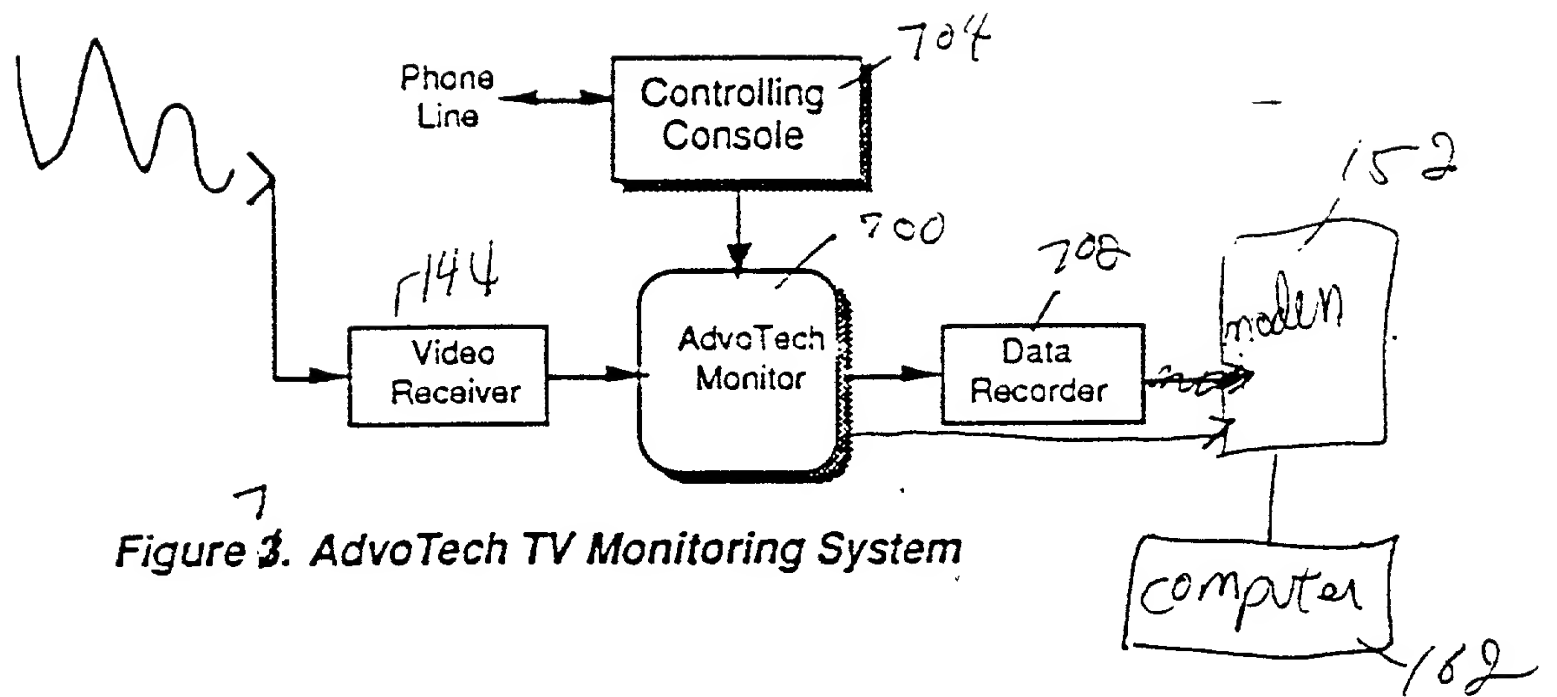 704
Phone
Line
Controlling
Console
152
700
708
144
modem
Video
Receiver
AdvoTech
Monitor
Data
Recorder
7
Figure 3. AdvoTech TV Monitoring System
computer
162